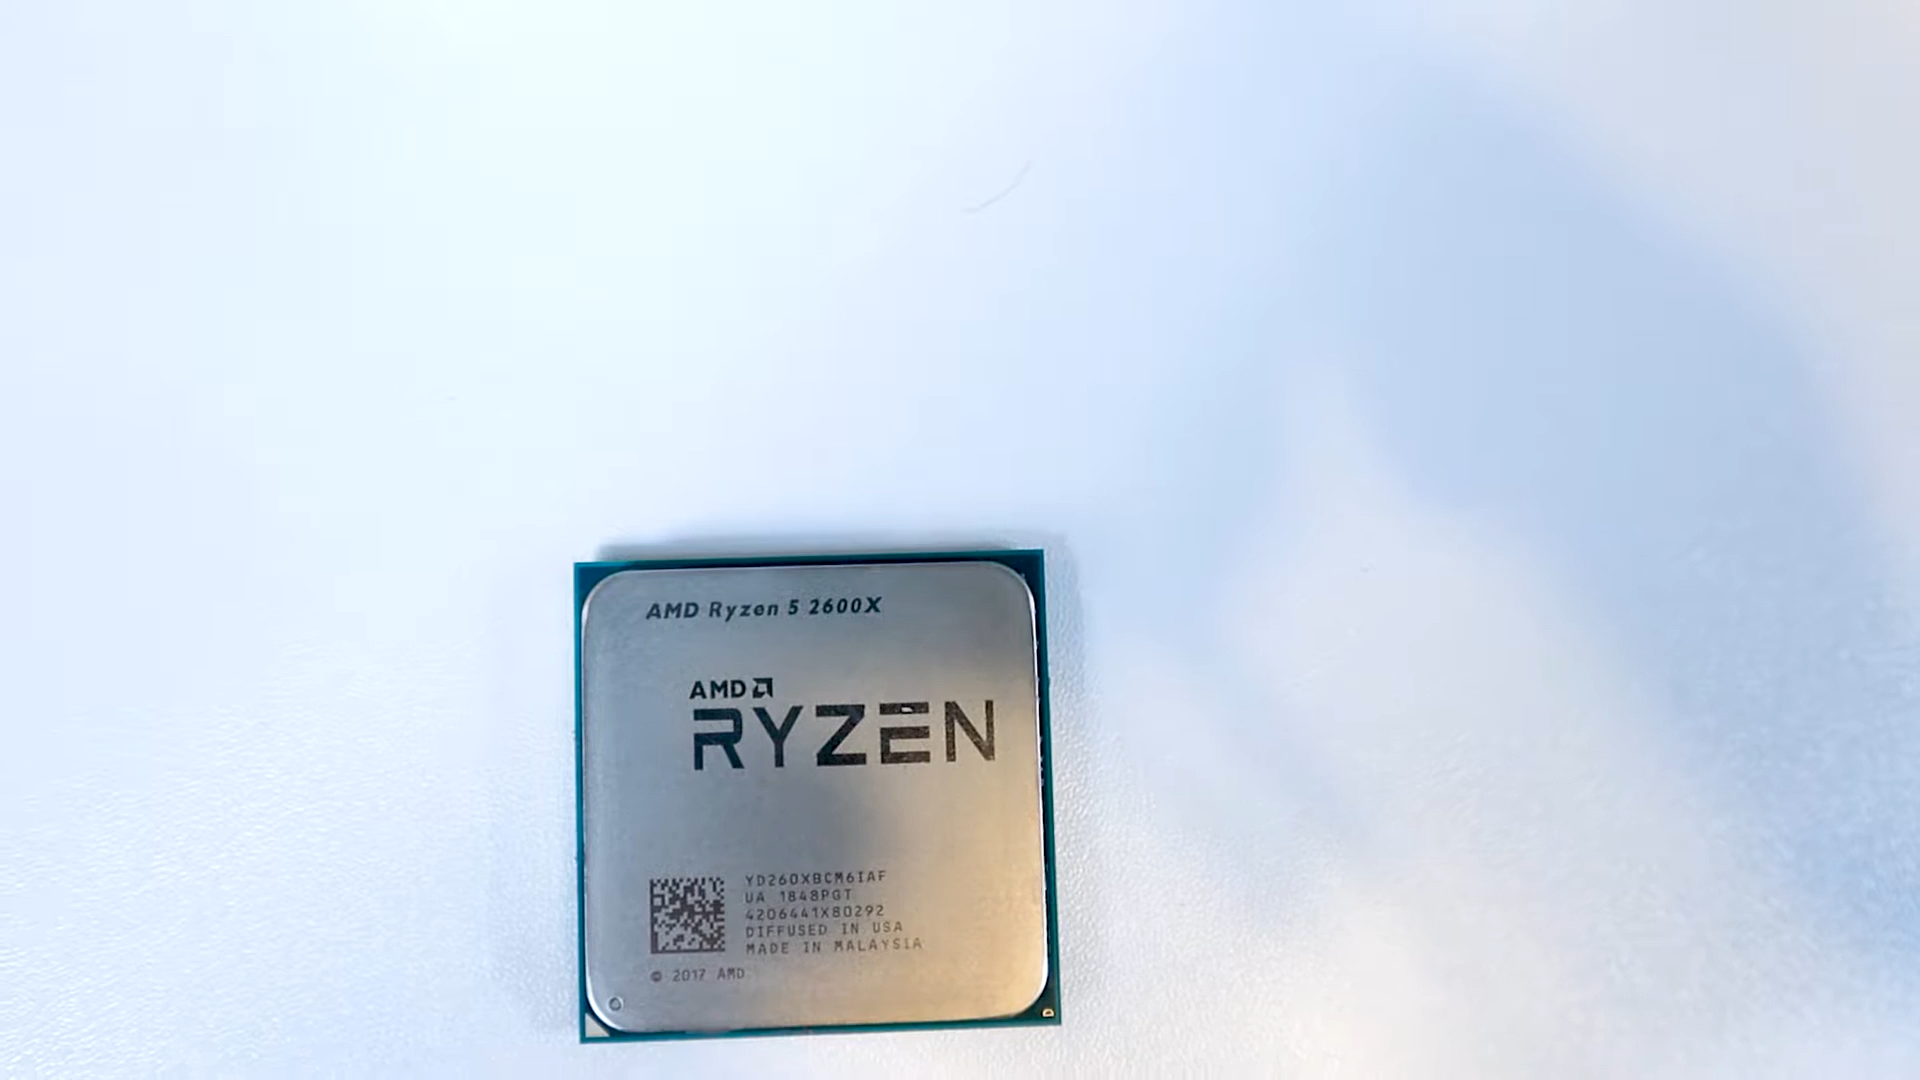 AMD Ryzen 5 2600X
AMD
RYZEN
YD260XBCM6IAF
UA 1848PGT
4206441X80292
DIFFUSED IN USA
MADE IN MALAYSIA
© 2017 AMD